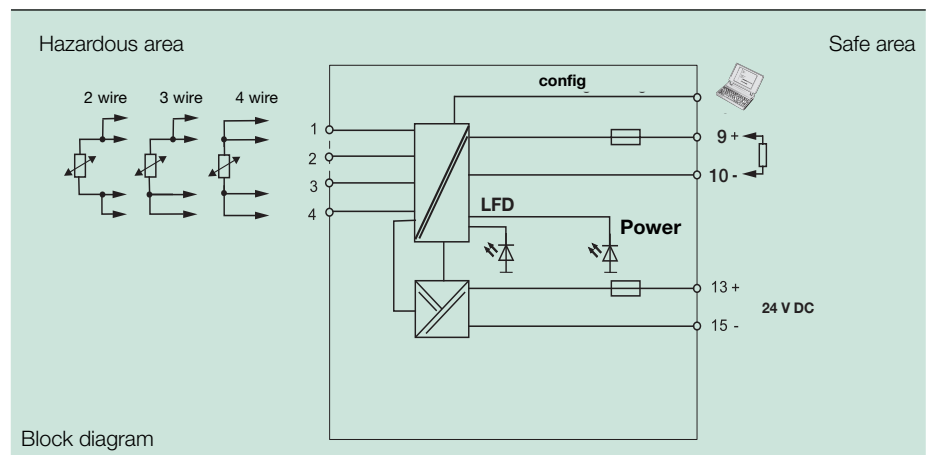 Hazardous area
Safe area
config
2 wire 3 wire 4 wire
1
9 +
2
10 -
3
4
LFD
Power
13 +
24 V DC
15 -
Block diagram